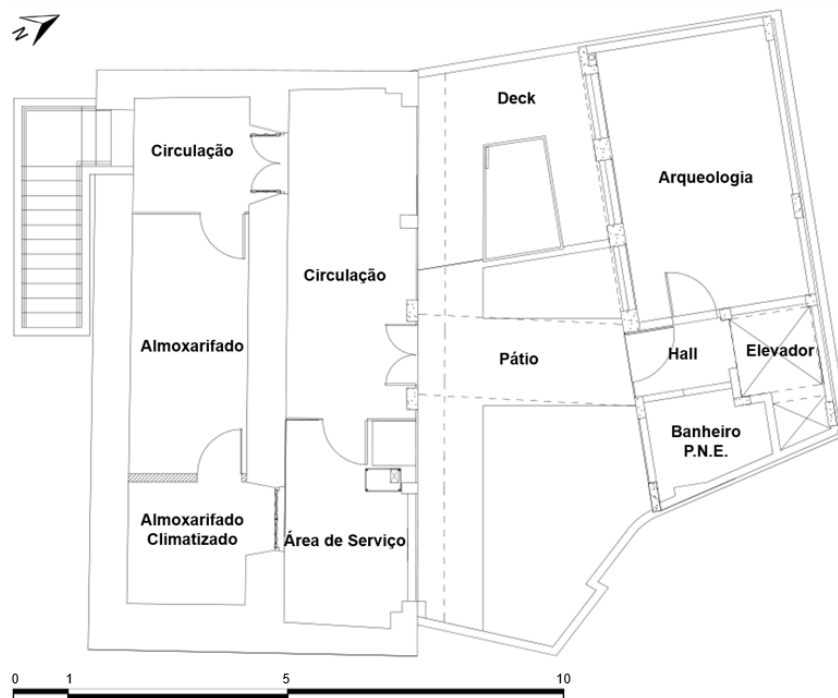 N
Deck
Circulação
Arqueologia
Circulação
Almoxarifado
Pátio
Hall
Elevador
Banheiro
P.N.E.
Almoxarifado
Climatizado
Área de Serviço
0 1 5 10